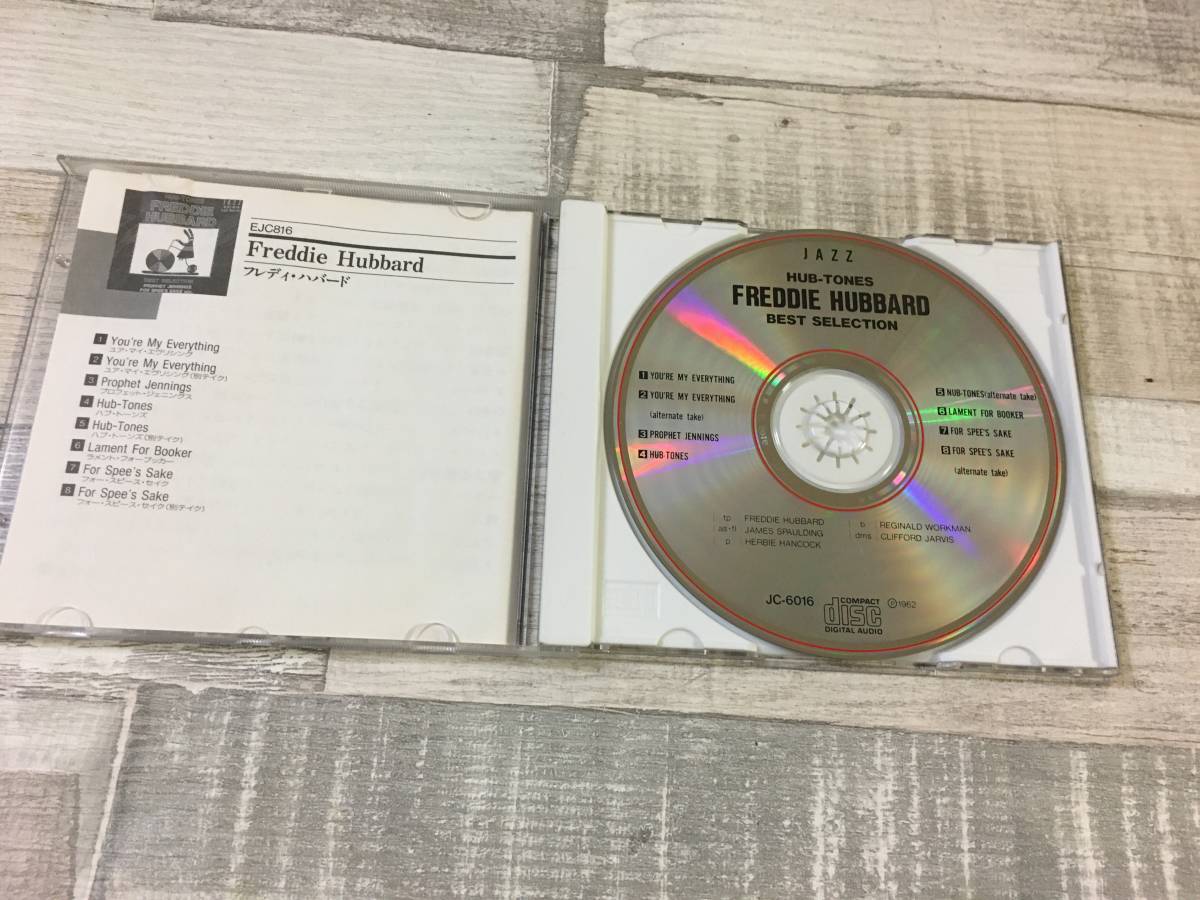 FREDDIE
HUBBARD
BEST SELECTION
PROPHET JENNINGS
FOR SPEE'S SAKE
EJC816
Freddie Hubbard
フレディ・ハバード
1 You're My Everything
ユア・マイ・エヴリシング
2 You're My Everything
ユア・マイ・エヴリシング(別テイク)
3 Prophet Jennings
プロフェット・ジェニングス
4 Hub-Tones
ハブ・トーンズ
5 Hub-Tones
ハブ・トーンズ(別テイク)
6 Lament For Booker
ラメント・フォー・ブッカー
7 For Spee's Sake
フォー・スピーズ・セイク
8 For Spee's Sake
フォー・スピーズ・セイク(別テイク)
JAZZ
HUB-TONES
FREDDIE HUBBARD
BEST SELECTION
1 YOU'RE MY EVERYTHING
2 YOU'RE MY EVERYTHING
(alternate take)
3 PROPHET JENNINGS
4 HUB-TONES
5 NUB-TONES(alternate take)
6 LAMENT FOR BOOKER
7 FOR SPEE'S SAKE
8 FOR SPEE'S SAKE
(alternate take)
tp FREDDIE HUBBARD
as·fl JAMES SPAULDING
p HERBIE HANCOCK
b REGINALD WORKMAN
dms CLIFFORD JARVIS
JC-6016
COMPACT
disc
DIGITAL AUDIO
℗1962